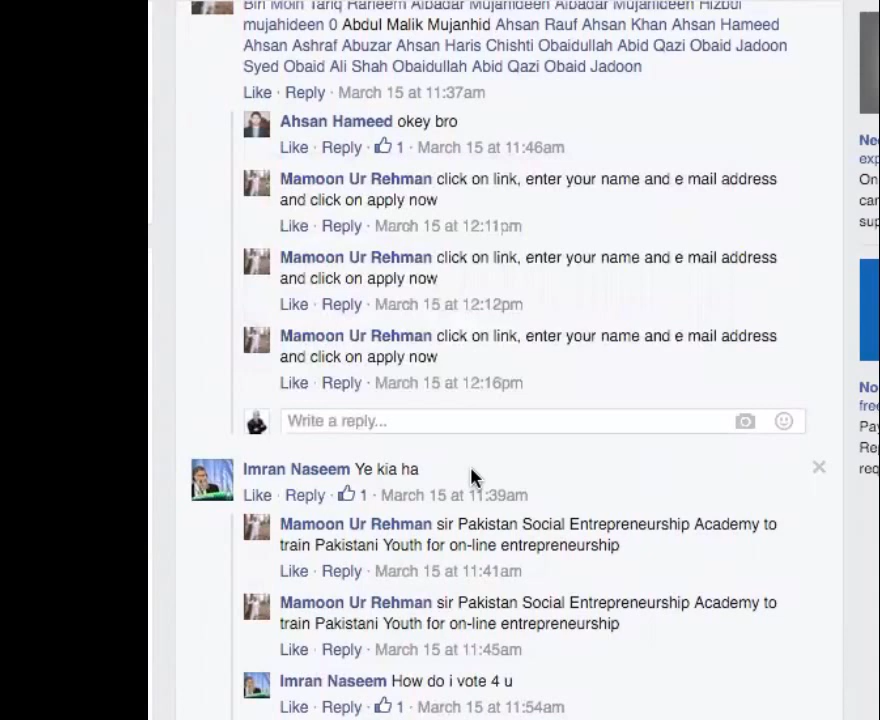 Biri Moin Tariq Raheem Albadar Mujahideen Albadar Mujahideen Hizbul
mujahideen 0 Abdul Malik Mujanhid Ahsan Rauf Ahsan Khan Ahsan Hameed
Ahsan Ashraf Abuzar Ahsan Haris Chishti Obaidullah Abid Qazi Obaid Jadoon
Syed Obaid Ali Shah Obaidullah Abid Qazi Obaid Jadoon
Like · Reply · March 15 at 11:37am
Ahsan Hameed okey bro
Like · Reply · 1 · March 15 at 11:46am
Mamoon Ur Rehman click on link, enter your name and e mail address
and click on apply now
Like · Reply · March 15 at 12:11pm
Mamoon Ur Rehman click on link, enter your name and e mail address
and click on apply now
Like · Reply · March 15 at 12:12pm
Mamoon Ur Rehman click on link, enter your name and e mail address
and click on apply now
Like · Reply · March 15 at 12:16pm
Write a reply...
Imran Naseem Ye kia ha
Like · Reply · 1 · March 15 at 11:39am
Mamoon Ur Rehman sir Pakistan Social Entrepreneurship Academy to
train Pakistani Youth for on-line entrepreneurship
Like · Reply · March 15 at 11:41am
Mamoon Ur Rehman sir Pakistan Social Entrepreneurship Academy to
train Pakistani Youth for on-line entrepreneurship
Like · Reply · March 15 at 11:45am
Imran Naseem How do i vote 4 u
Like · Reply · 1 · March 15 at 11:54am
On